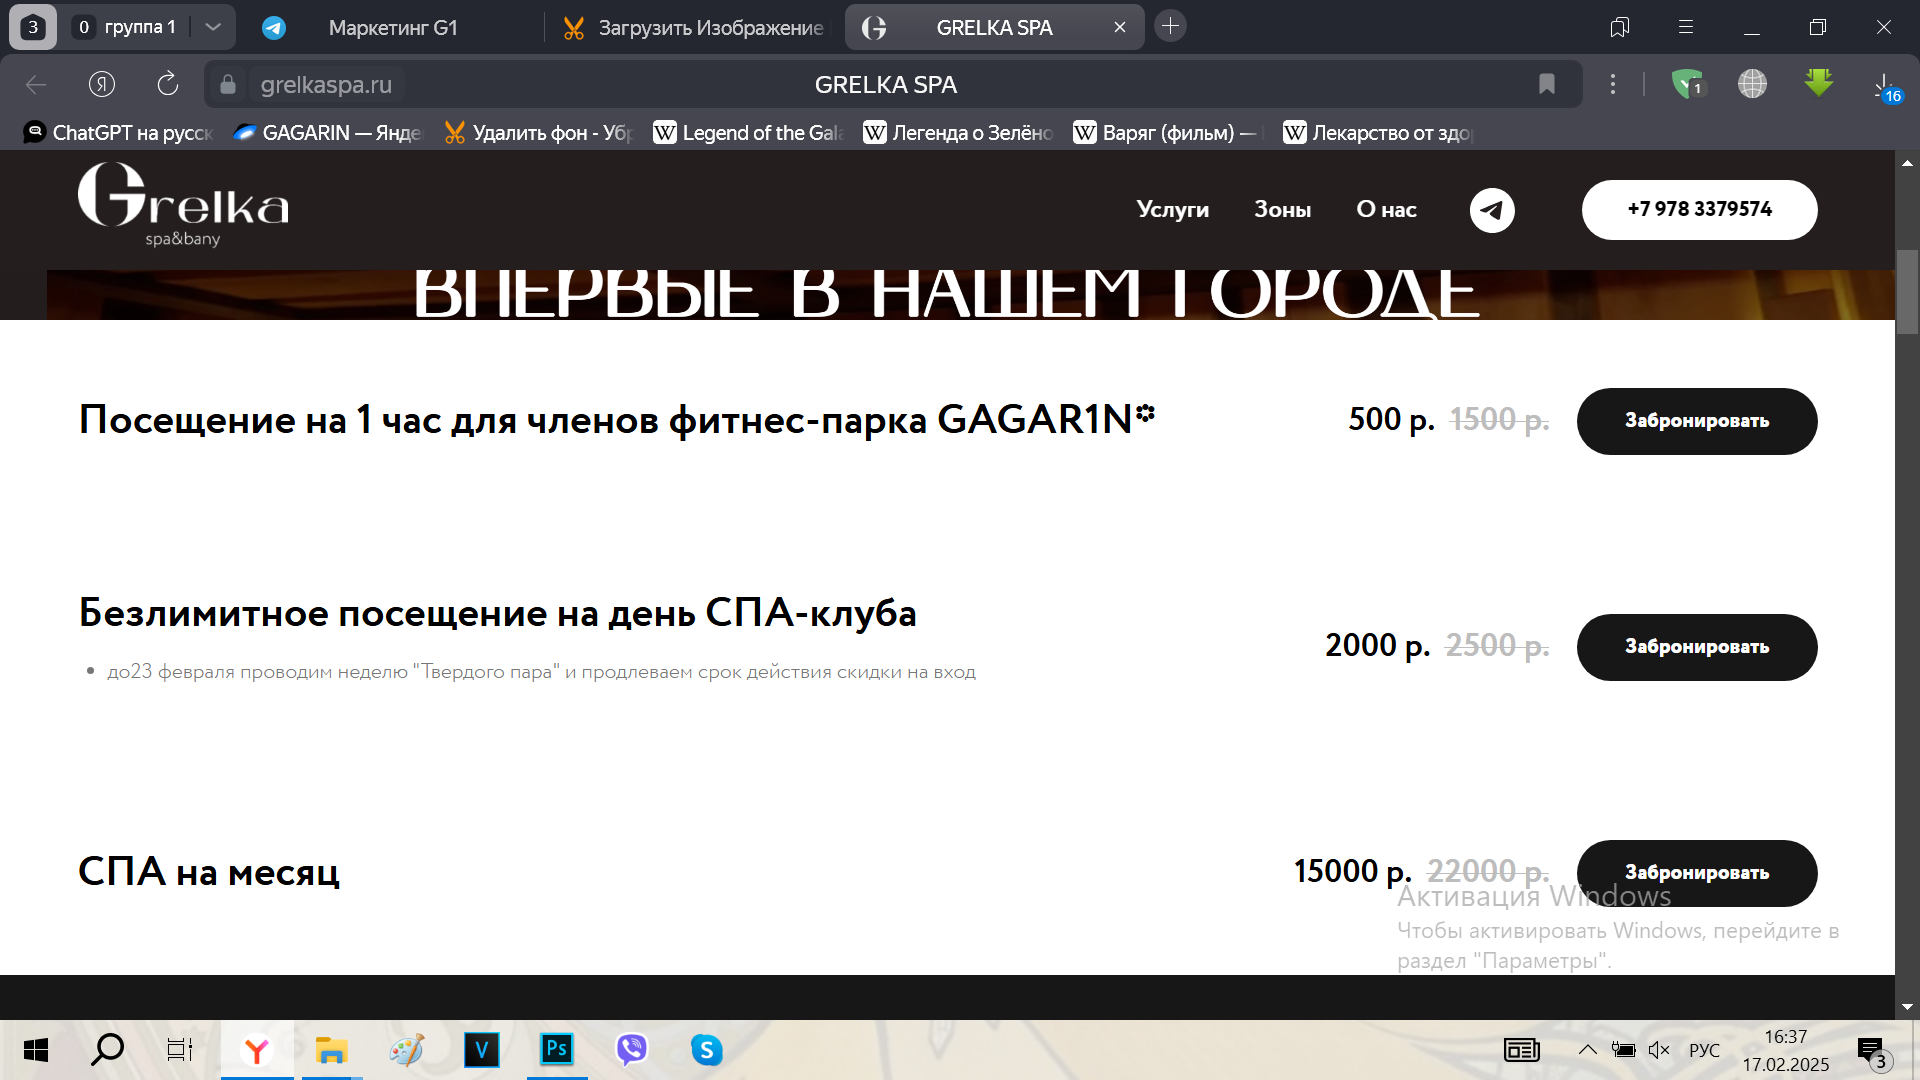 3
0 группа 1
Маркетинг G1
Загрузить Изображение
GRELKA SPA
grelkaspa.ru
GRELKA SPA
1
16
ChatGPT на русск
GAGARIN — Янде
Удалить фон - Уб
Legend of the Gal
Легенда о Зелёно
Варяг (фильм) —
Лекарство от здо
Grelka
spa&bany
Услуги
Зоны
О нас
+7 978 3379574
ВПЕРВЫЕ В НАШЕМ ГОРОДЕ
Посещение на 1 час для членов фитнес-парка GAGAR1N*
500 р. 1500 р.
Забронировать
Безлимитное посещение на день СПА-клуба
до23 февраля проводим неделю "Твердого пара" и продлеваем срок действия скидки на вход
2000 р. 2500 р.
Забронировать
СПА на месяц
15000 р. 22000 р.
Забронировать
Активация Windows
Чтобы активировать Windows, перейдите в
раздел "Параметры".
РУС
16:37
17.02.2025
3